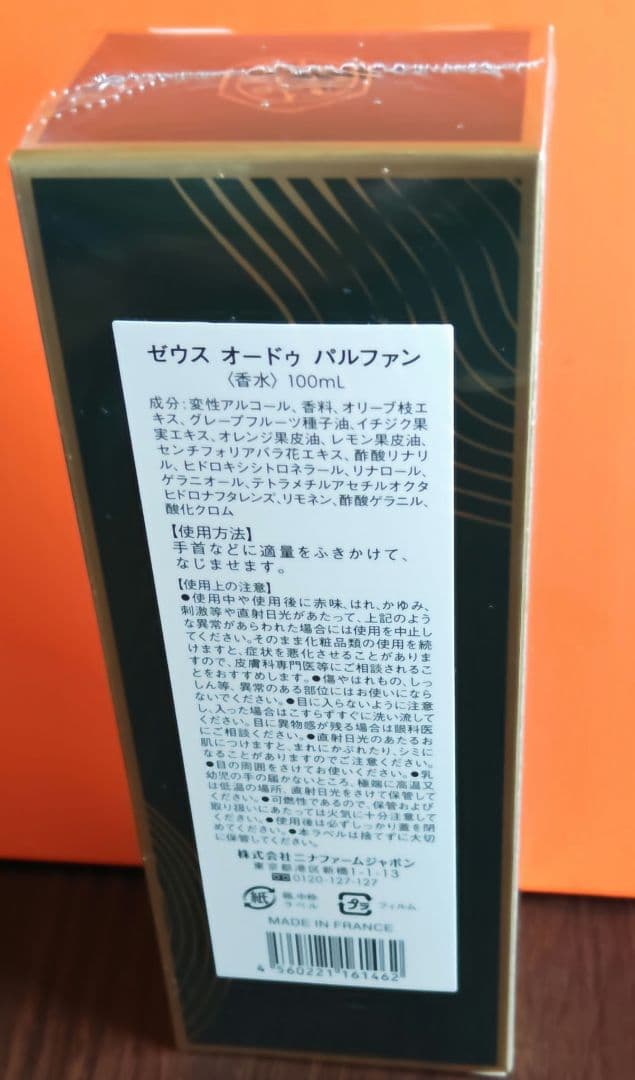 ゼウス オードゥ パルファン
〈香水〉 100mL
成分:変性アルコール、香料、オリーブ枝エ
キス、グレープフルーツ種子油、イチジク果
実エキス、オレンジ果皮油、レモン果皮油、
センチフォリアバラ花エキス、酢酸リナリ
ル、ヒドロキシシトロネラール、リナロール、
ゲラニオール、テトラメチルアセチルオクタ
ヒドロナフタレンズ、リモネン、酢酸ゲラニル、
酸化クロム
【使用方法】
手首などに適量をふきかけて、
なじませます。
【使用上の注意】
●使用中や使用後に赤味、はれ、かゆみ、
刺激等や直射日光があたって、上記のよう
な異常があらわれた場合には使用を中止し
てください。そのまま化粧品類の使用を続
けますと、症状を悪化させることがありま
すので、皮膚科専門医等にご相談されるこ
とをおすすめします。●傷やはれもの、しっ
しん等、異常のある部位にはお使いになら
ないでください。●目に入らないように注意
し、入った場合はこすらずすぐに洗い流して
ください。目に異物感が残る場合は眼科医
にご相談ください。●直射日光のあたるお
肌につけますと、まれにかぶれたり、シミに
なることがありますのでご注意ください。
●目の周囲をさけてお使いください。●乳
幼児の手の届かないところ、極端に高温又
は低温の場所、直射日光をさけて保管して
ください。●可燃性であるので、保管および
取り扱いにあたっては火気に十分注意して
ください。●使用後は必ずしっかり蓋を閉
めてください。●本ラベルは捨てずに大切
に保管してください。
株式会社ニナファームジャポン
東京都港区新橋1-1-13
0120-127-127
紙 箱、中枠 プラ フィルム
ラベル
MADE IN FRANCE
4 560221 161462